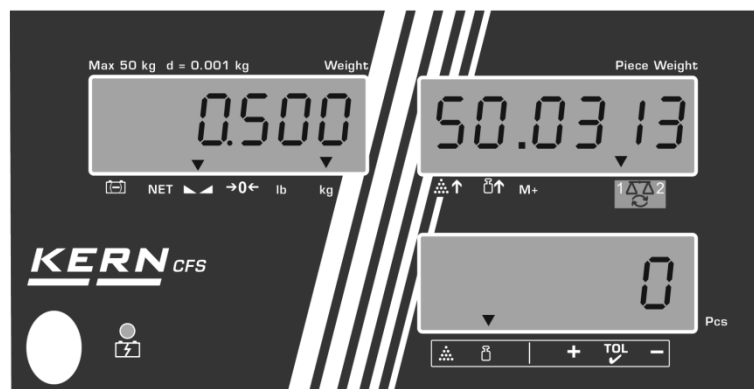 Max 50 kg d = 0.001 kg Weight
Piece Weight
0.500
50.0313
NET →0← lb kg
M+
1 2
KERN CFS
0
Pcs
+ TOL −